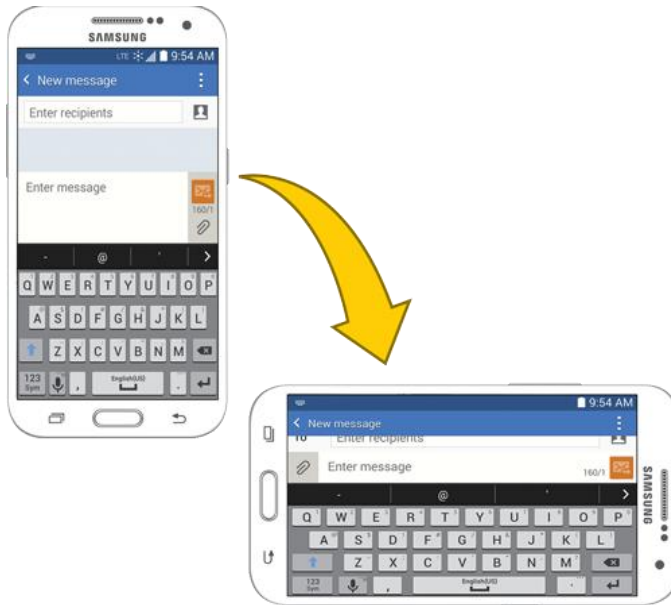 SAMSUNG
LTE 9:54 AM
New message
Enter recipients
Enter message
160/1
- @ '
Q W E R T Y U I O P
A S D F G H J K L
Z X C V B N M
123
Sym , English(US) .
9:54 AM
New message
Enter recipients
Enter message
160/1
SAMSUNG
- @ '
Q W E R T Y U I O P
A S D F G H J K L
Z X C V B N M
123
Sym , English(US) .